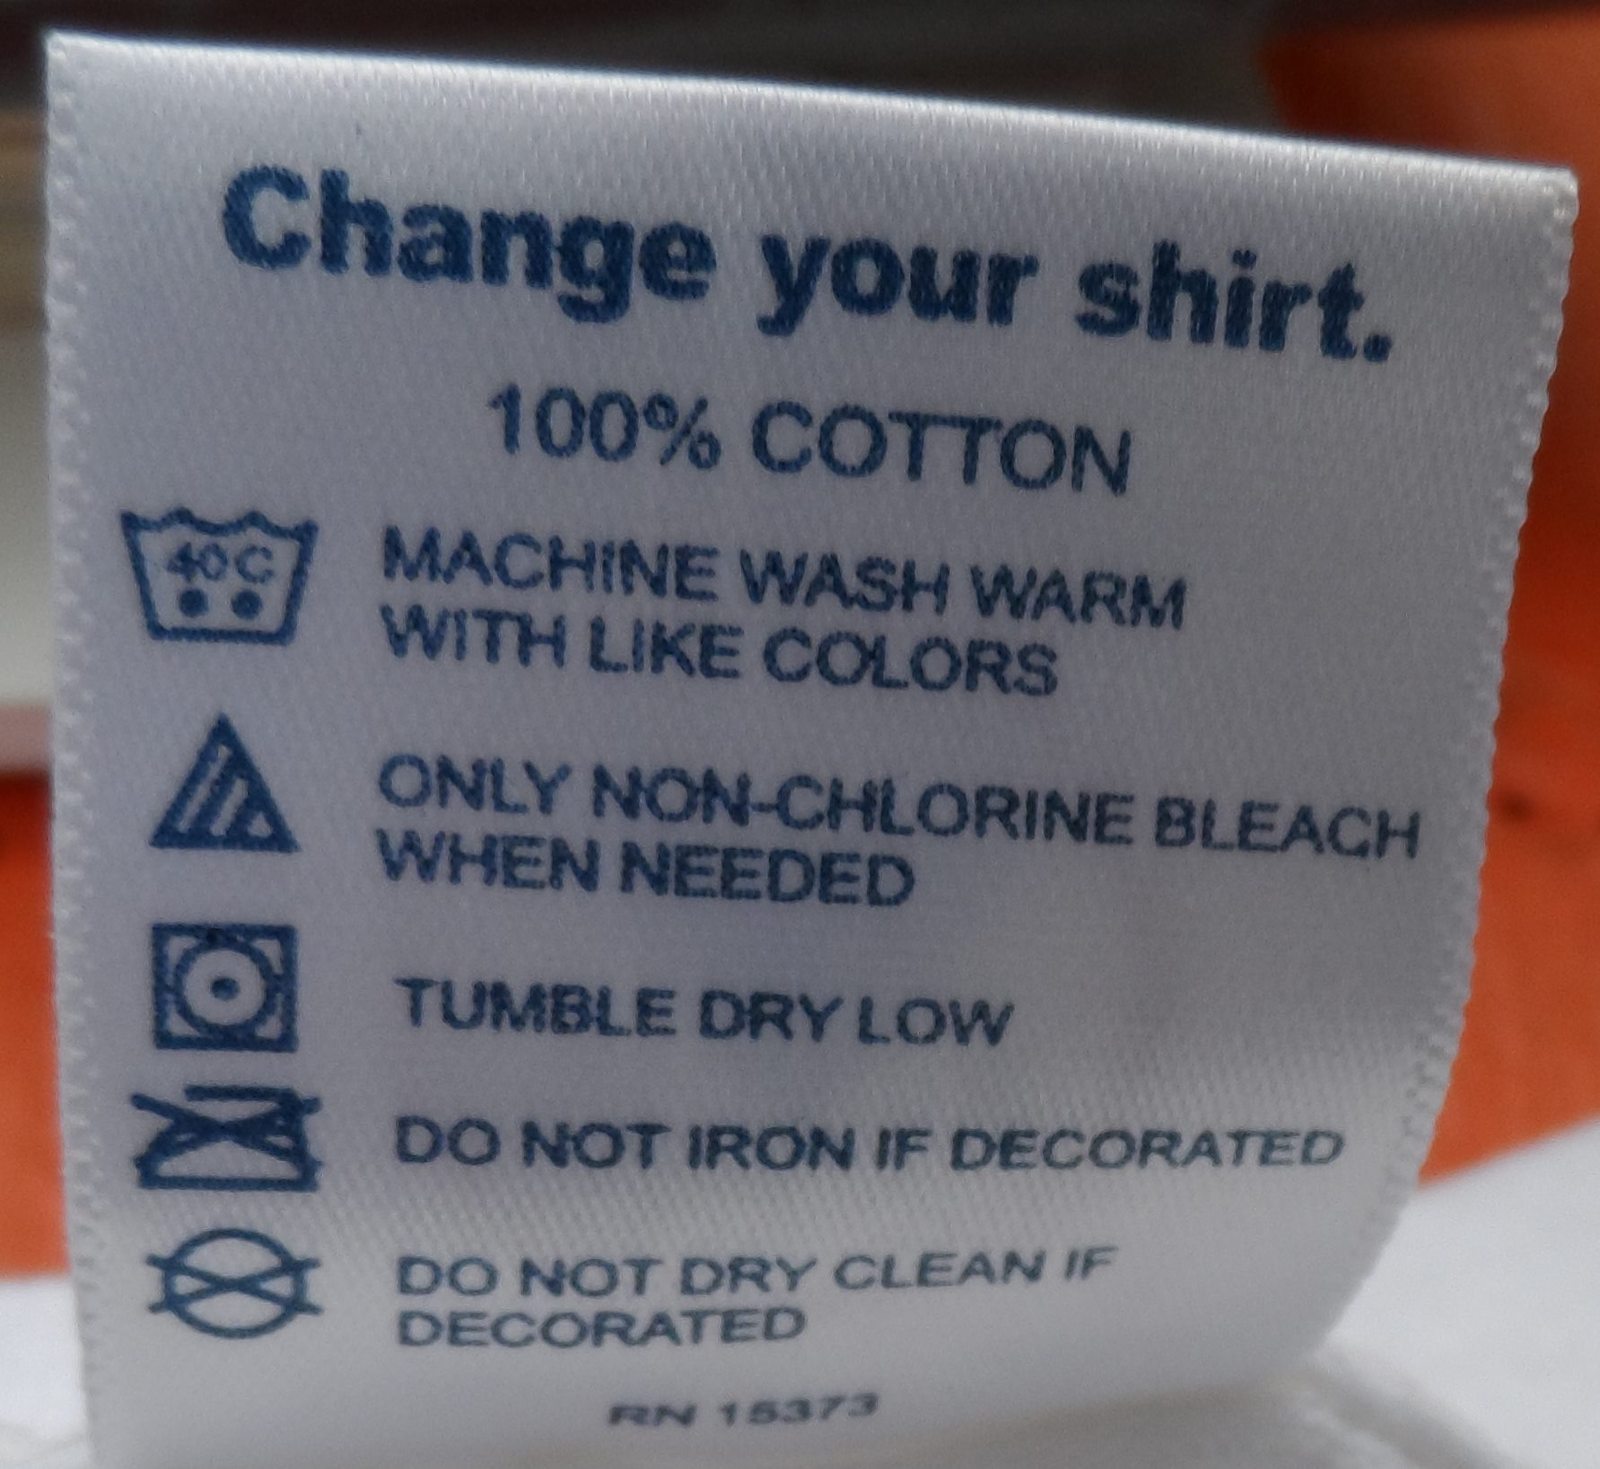 Change your shirt.
100% COTTON
40C
MACHINE WASH WARM
WITH LIKE COLORS
ONLY NON-CHLORINE BLEACH
WHEN NEEDED
TUMBLE DRY LOW
DO NOT IRON IF DECORATED
DO NOT DRY CLEAN IF
DECORATED
RN 15373